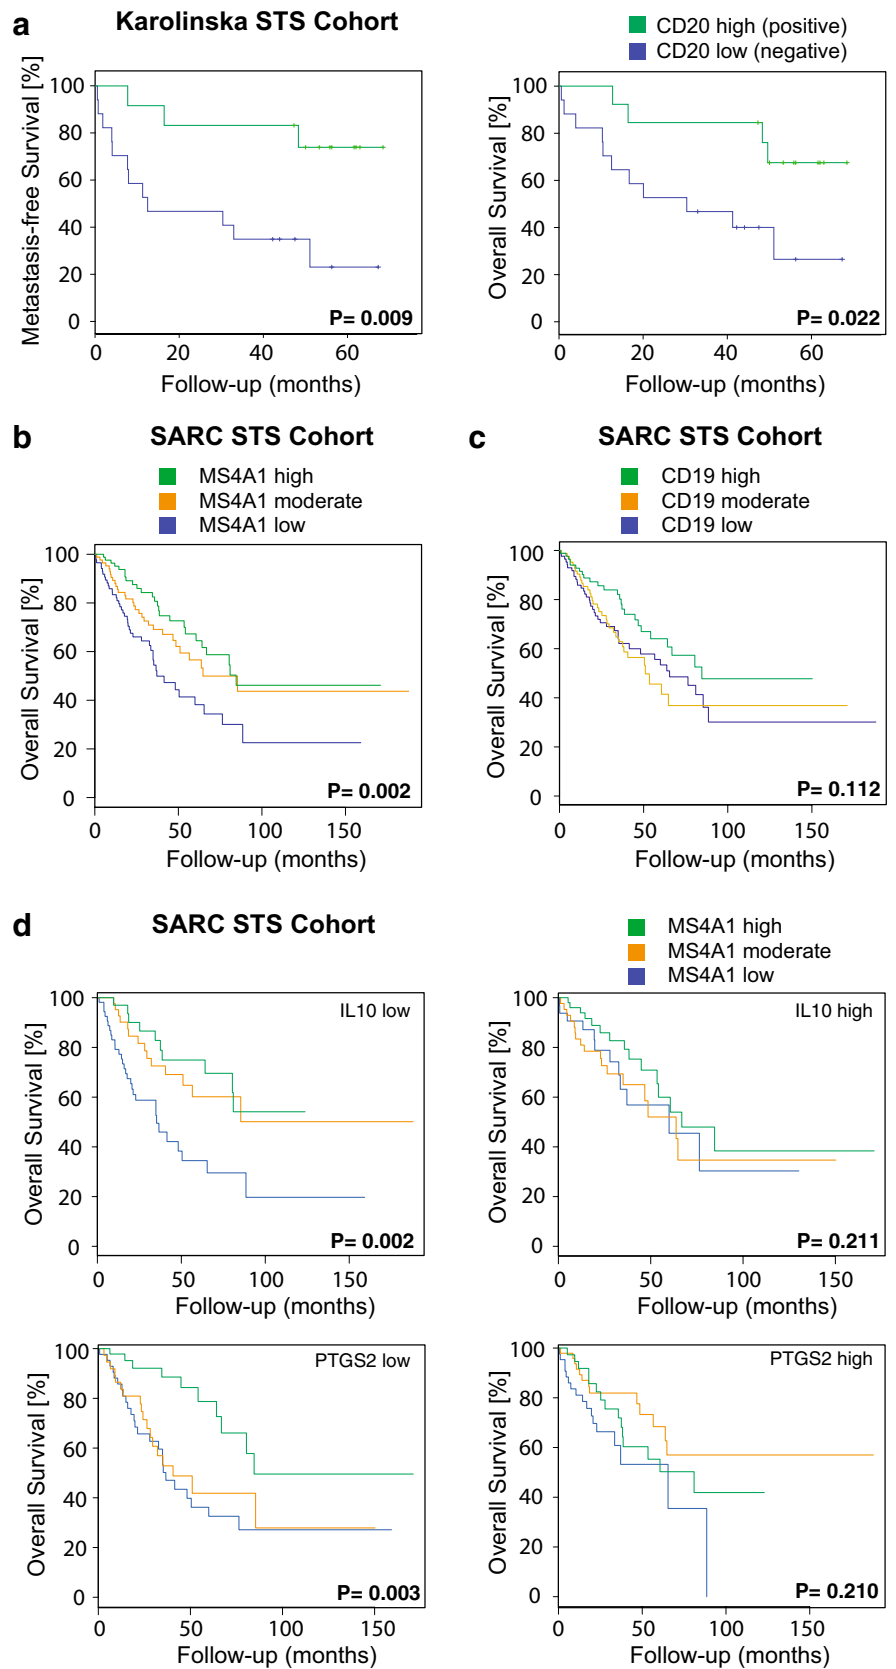 a
Karolinska STS Cohort
CD20 high (positive)
CD20 low (negative)
Metastasis-free Survival [%]
100
80
60
40
20
0
P= 0.009
0 20 40 60
Follow-up (months)
Overall Survival [%]
100
80
60
40
20
0
P= 0.022
0 20 40 60
Follow-up (months)
b
SARC STS Cohort
MS4A1 high
MS4A1 moderate
MS4A1 low
Overall Survival [%]
100
80
60
40
20
0
P= 0.002
0 50 100 150
Follow-up (months)
c
SARC STS Cohort
CD19 high
CD19 moderate
CD19 low
Overall Survival [%]
100
80
60
40
20
0
P= 0.112
0 50 100 150
Follow-up (months)
d
SARC STS Cohort
MS4A1 high
MS4A1 moderate
MS4A1 low
Overall Survival [%]
100
80
60
40
20
0
IL10 low
P= 0.002
0 50 100 150
Follow-up (months)
Overall Survival [%]
100
80
60
40
20
0
IL10 high
P= 0.211
0 50 100 150
Follow-up (months)
Overall Survival [%]
100
80
60
40
20
0
PTGS2 low
P= 0.003
0 50 100 150
Follow-up (months)
Overall Survival [%]
100
80
60
40
20
0
PTGS2 high
P= 0.210
0 50 100 150
Follow-up (months)